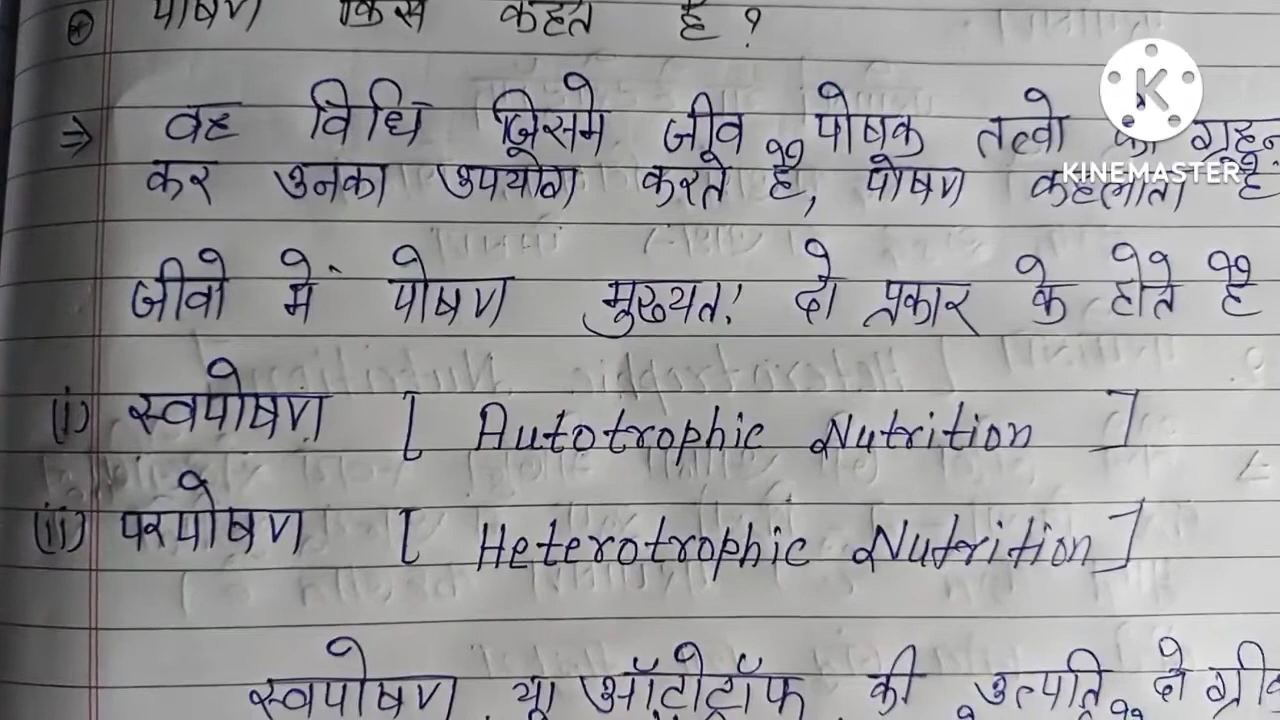 पोषण किसे कहते है?
⇒ वह विधि जिसमे जीव पोषक तत्वो को ग्रहन
कर उनका उपयोग करते है, पोषण कहलाता है
जीवो में पोषण मुख्यत: दो प्रकार के होते है
(i) स्वपोषण [ Autotrophic Nutrition ]
(ii) परपोषण [ Heterotrophic Nutrition ]
स्वपोषण या ऑटोट्रॉफ की उत्पति दो
K
KINEMASTER